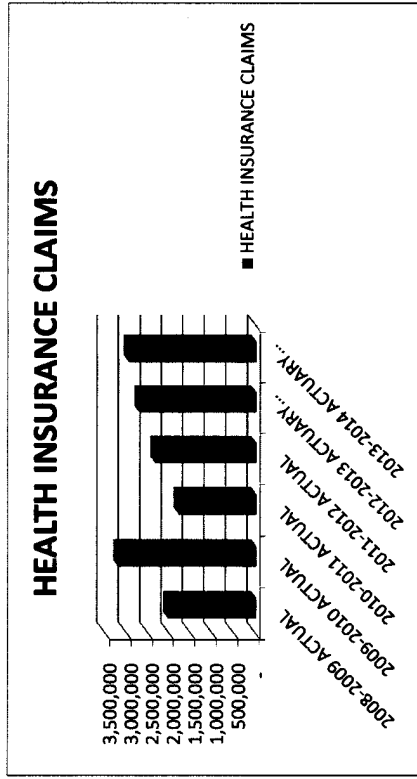 HEALTH INSURANCE CLAIMS
3,500,000
3,000,000
2,500,000
2,000,000
1,500,000
1,000,000
500,000
-
2008-2009 ACTUAL
2009-2010 ACTUAL
2010-2011 ACTUAL
2011-2012 ACTUAL
2012-2013 ACTUARY...
2013-2014 ACTUARY...
■ HEALTH INSURANCE CLAIMS